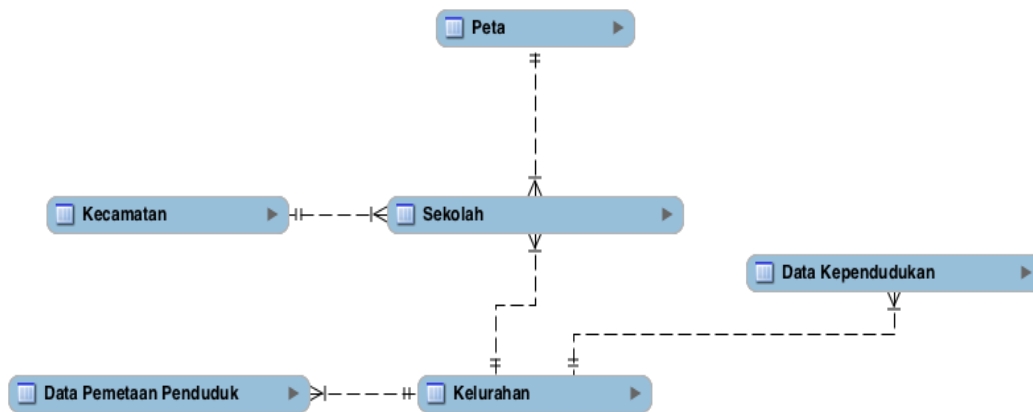 Peta
Kecamatan
Sekolah
Data Kependudukan
Data Pemetaan Penduduk
Kelurahan